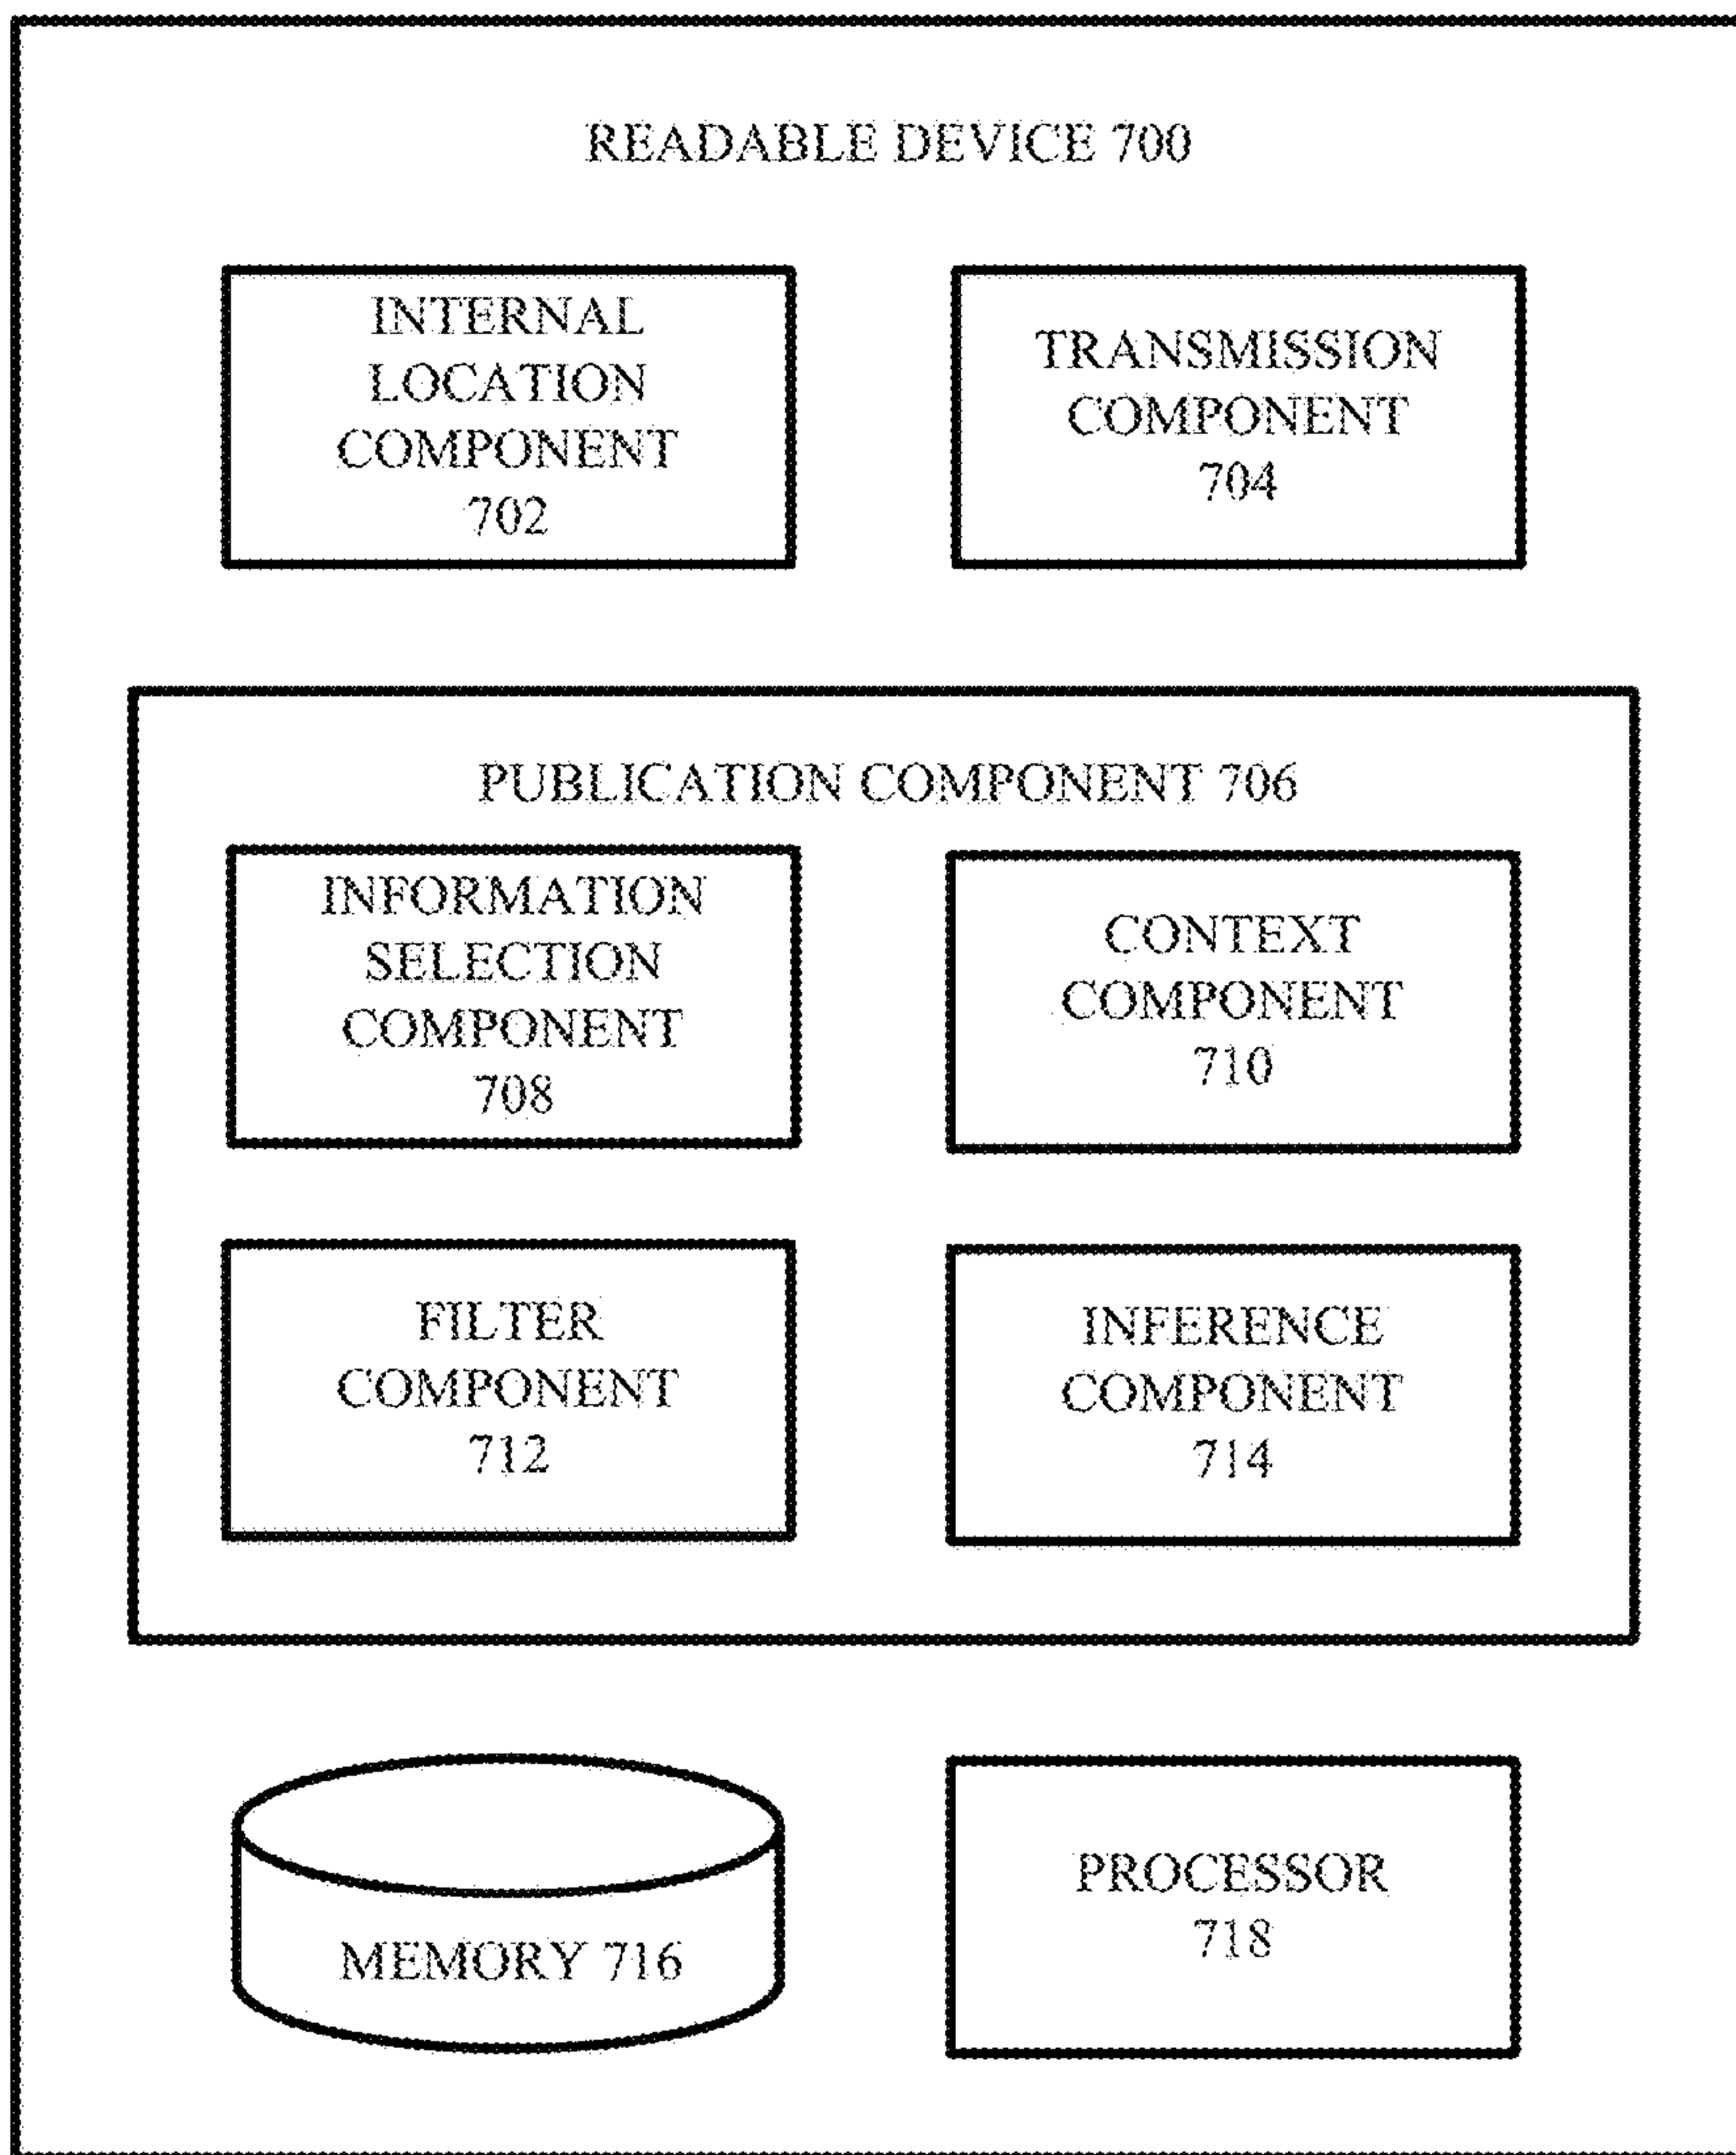 READABLE DEVICE 700
INTERNAL
LOCATION
COMPONENT
702
TRANSMISSION
COMPONENT
704
PUBLICATION COMPONENT 706
INFORMATION
SELECTION
COMPONENT
708
CONTEXT
COMPONENT
710
FILTER
COMPONENT
712
INFERENCE
COMPONENT
714
MEMORY 716
PROCESSOR
718